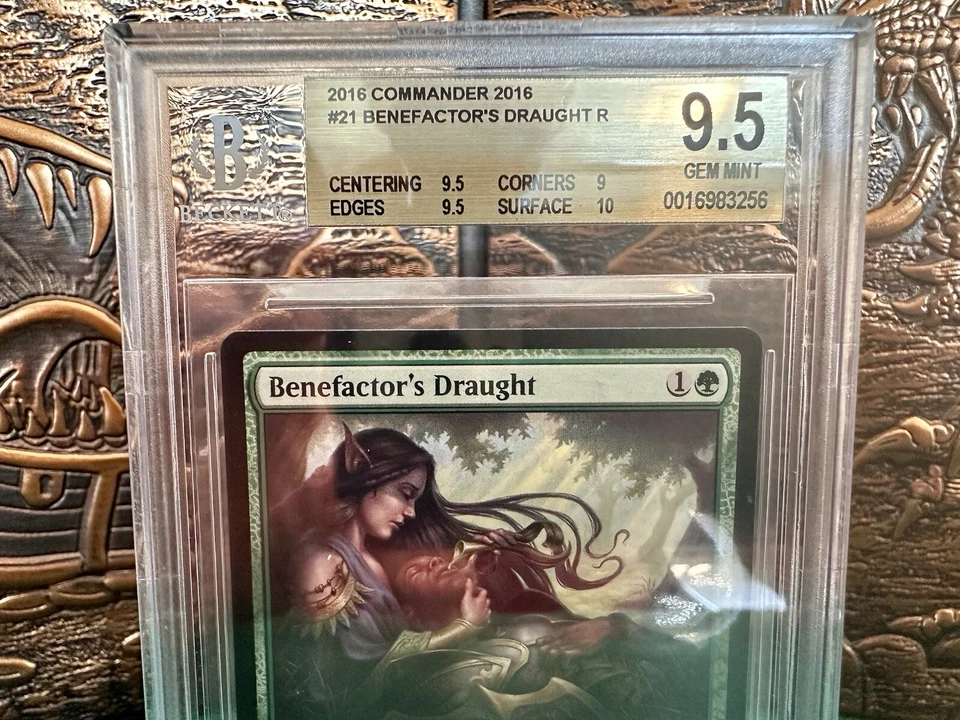 2016 COMMANDER 2016
#21 BENEFACTOR'S DRAUGHT R
9.5
GEM MINT
CENTERING 9.5 CORNERS 9
EDGES 9.5 SURFACE 10
0016983256
B
BECKETT®
Benefactor's Draught 1